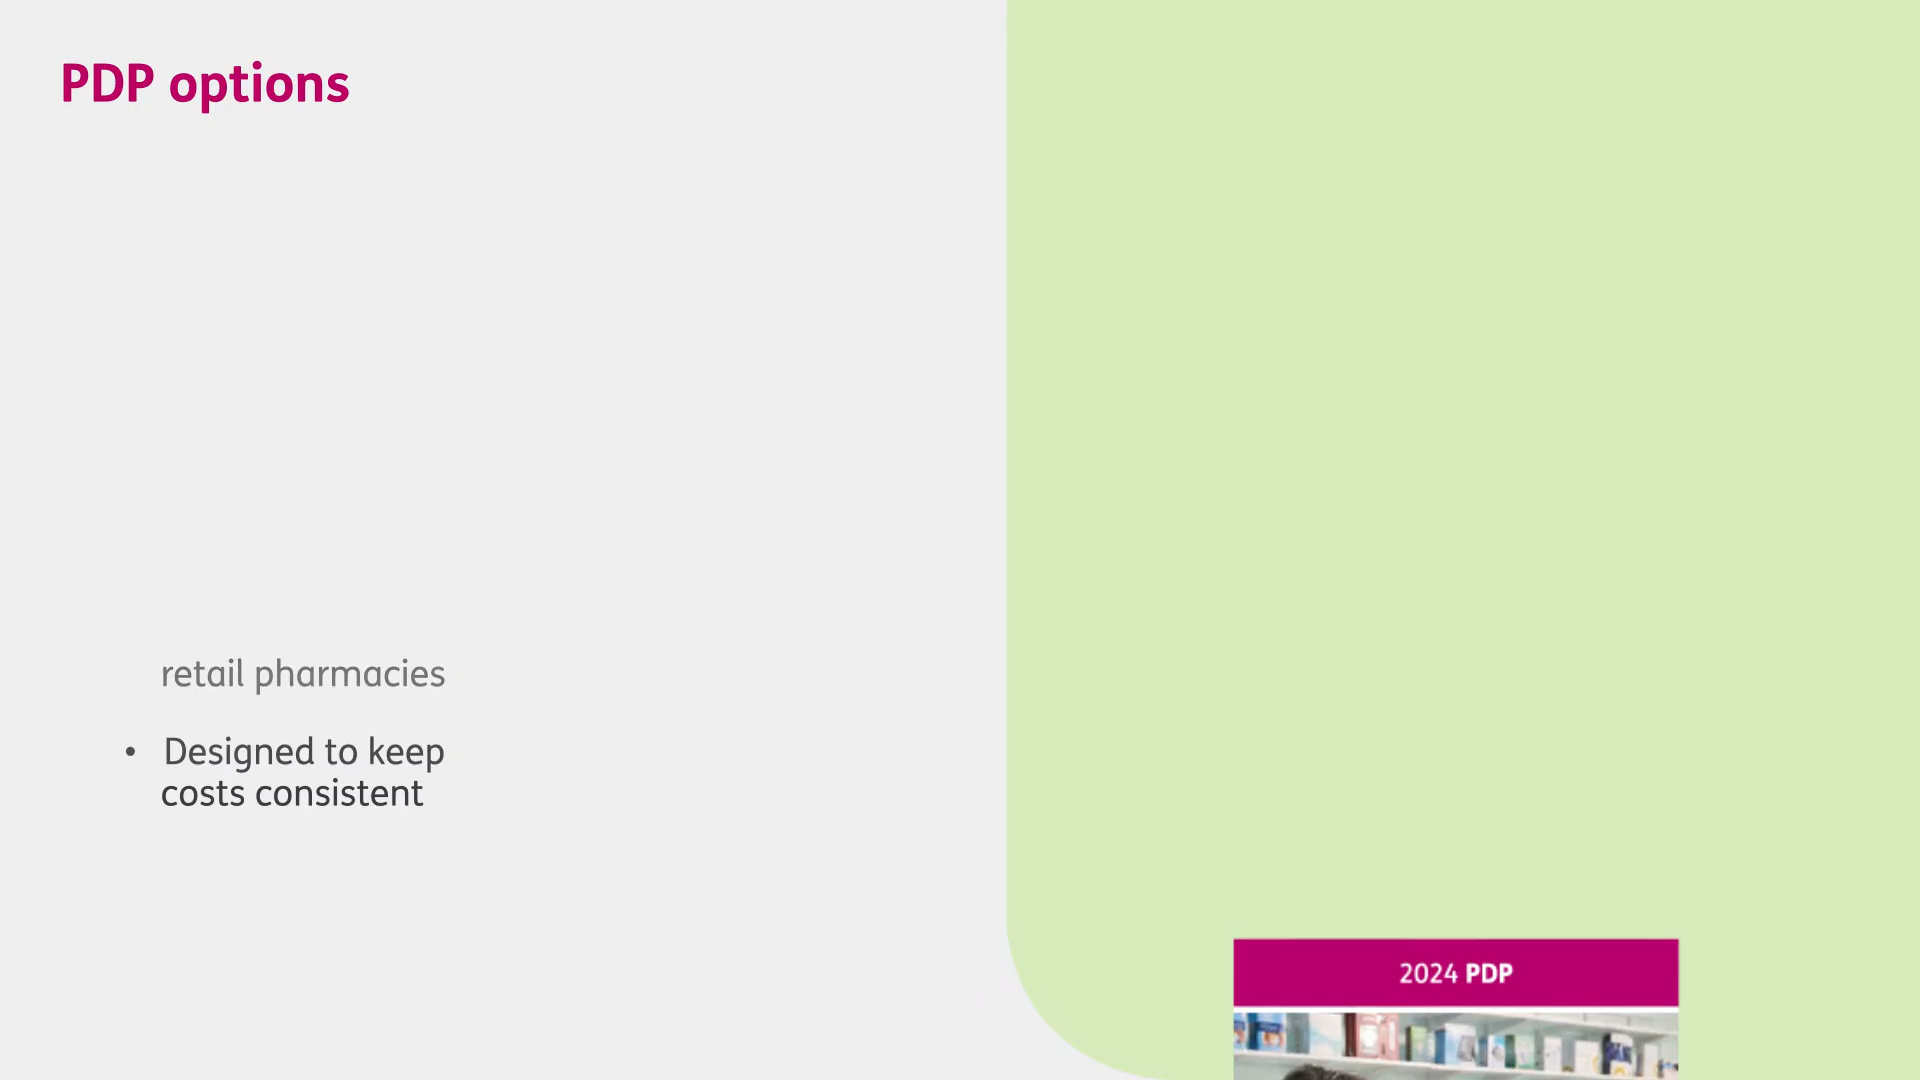 PDP options
retail pharmacies
• Designed to keep
costs consistent
2024 PDP